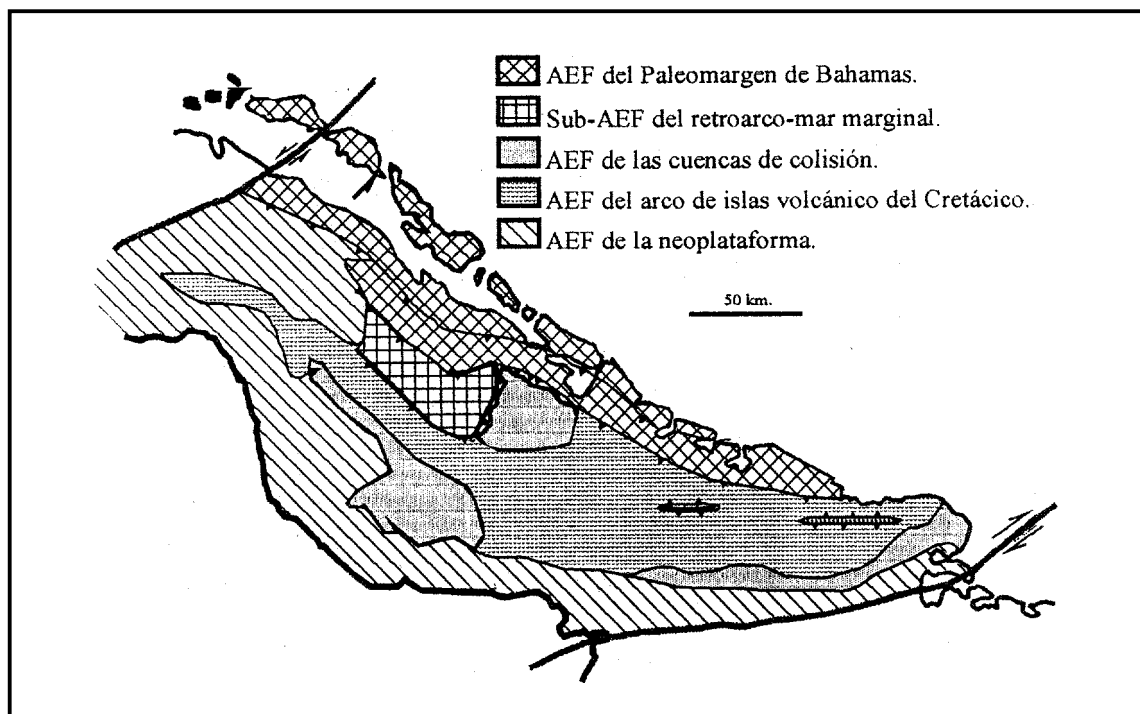 AEF del Paleomargen de Bahamas.
Sub-AEF del retroarco-mar marginal.
AEF de las cuencas de colisión.
AEF del arco de islas volcánico del Cretácico.
AEF de la neoplataforma.
50 km.